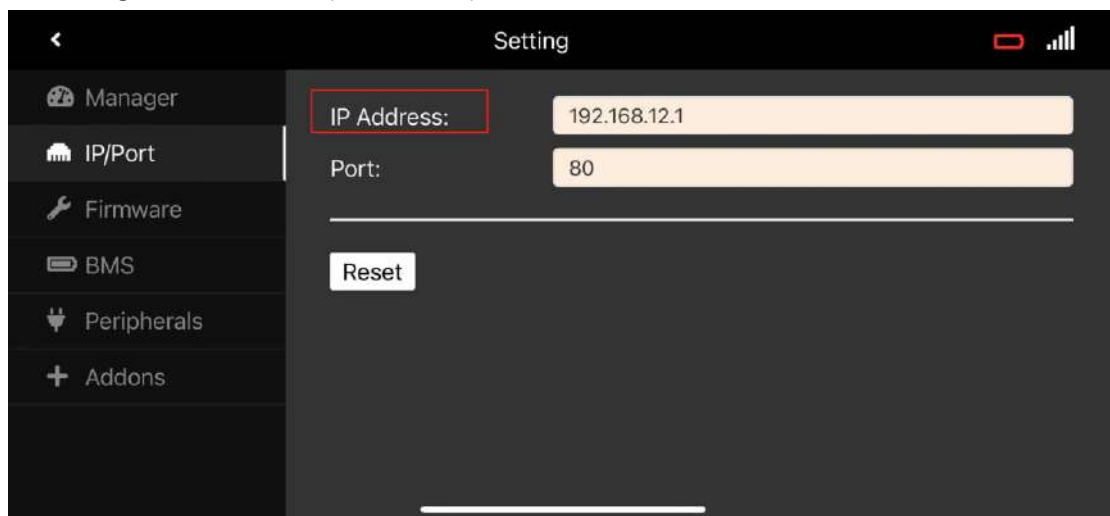 Setting
Manager
IP/Port
Firmware
BMS
Peripherals
Addons
IP Address: 192.168.12.1
Port: 80
Reset